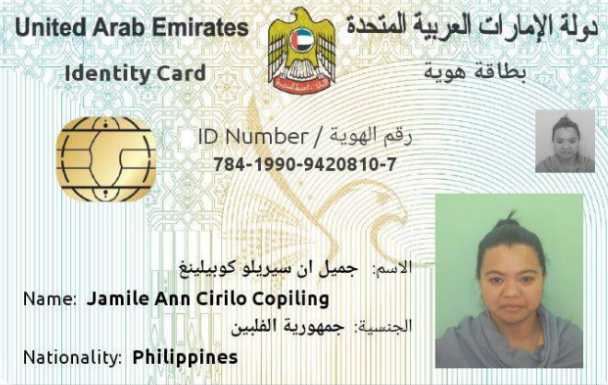 United Arab Emirates
دولة الإمارات العربية المتحدة
Identity Card
بطاقة هوية
ID Number / رقم الهوية
784-1990-9420810-7
الاسم: جميل ان سيريلو كوبيلينغ
Name: Jamile Ann Cirilo Copiling
الجنسية: جمهورية الفلبين
Nationality: Philippines